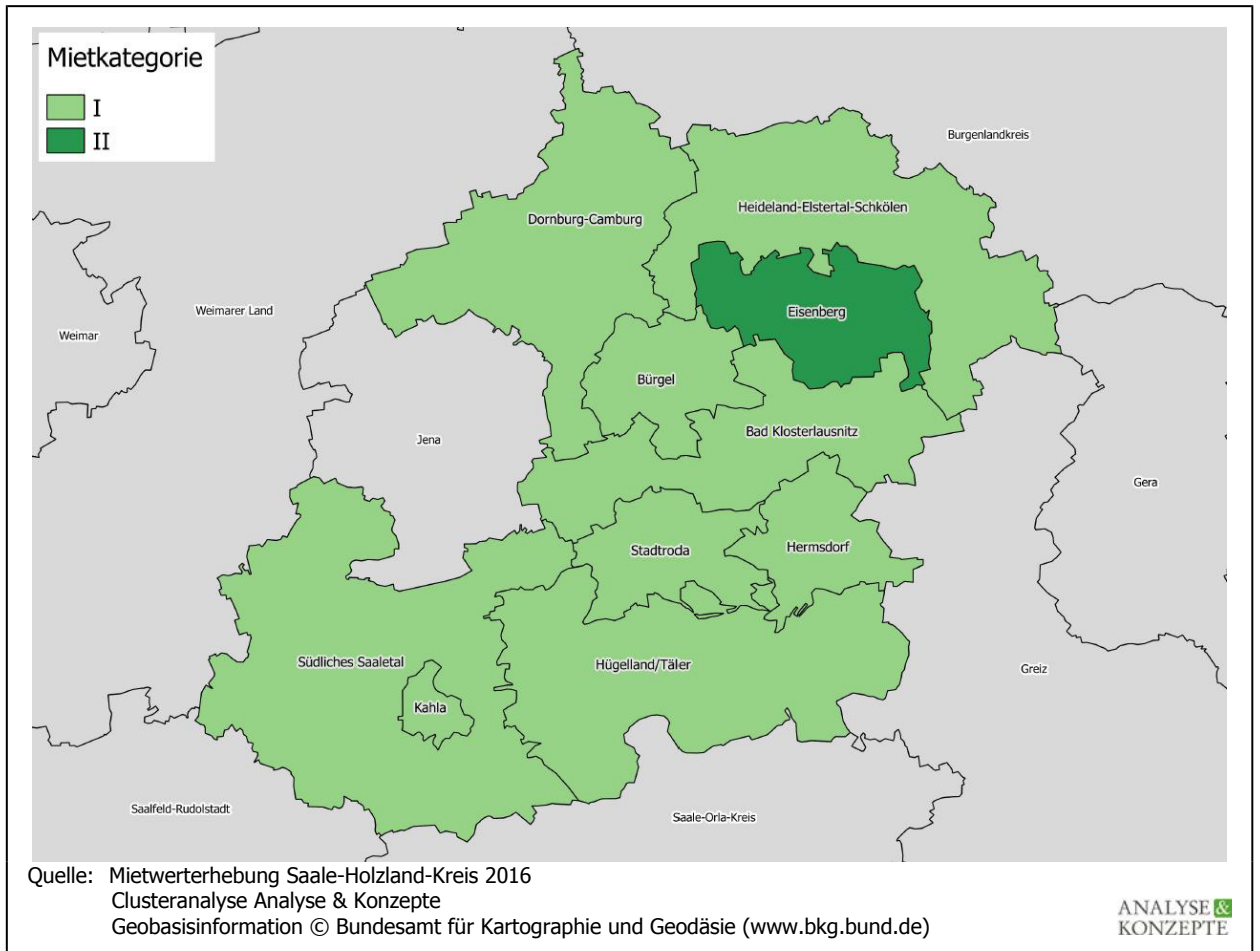 Mietkategorie
I
II
Burgenlandkreis
Heideland-Elstertal-Schkölen
Dornburg-Camburg
Weimarer Land
Eisenberg
Weimar
Bürgel
Bad Klosterlausnitz
Jena
Gera
Stadtroda
Hermsdorf
Südliches Saaletal
Hügelland/Täler
Greiz
Kahla
Saalfeld-Rudolstadt
Saale-Orla-Kreis
Quelle: Mietwerterhebung Saale-Holzland-Kreis 2016
Clusteranalyse Analyse & Konzepte
Geobasisinformation © Bundesamt für Kartographie und Geodäsie (www.bkg.bund.de)
ANALYSE &
KONZEPTE